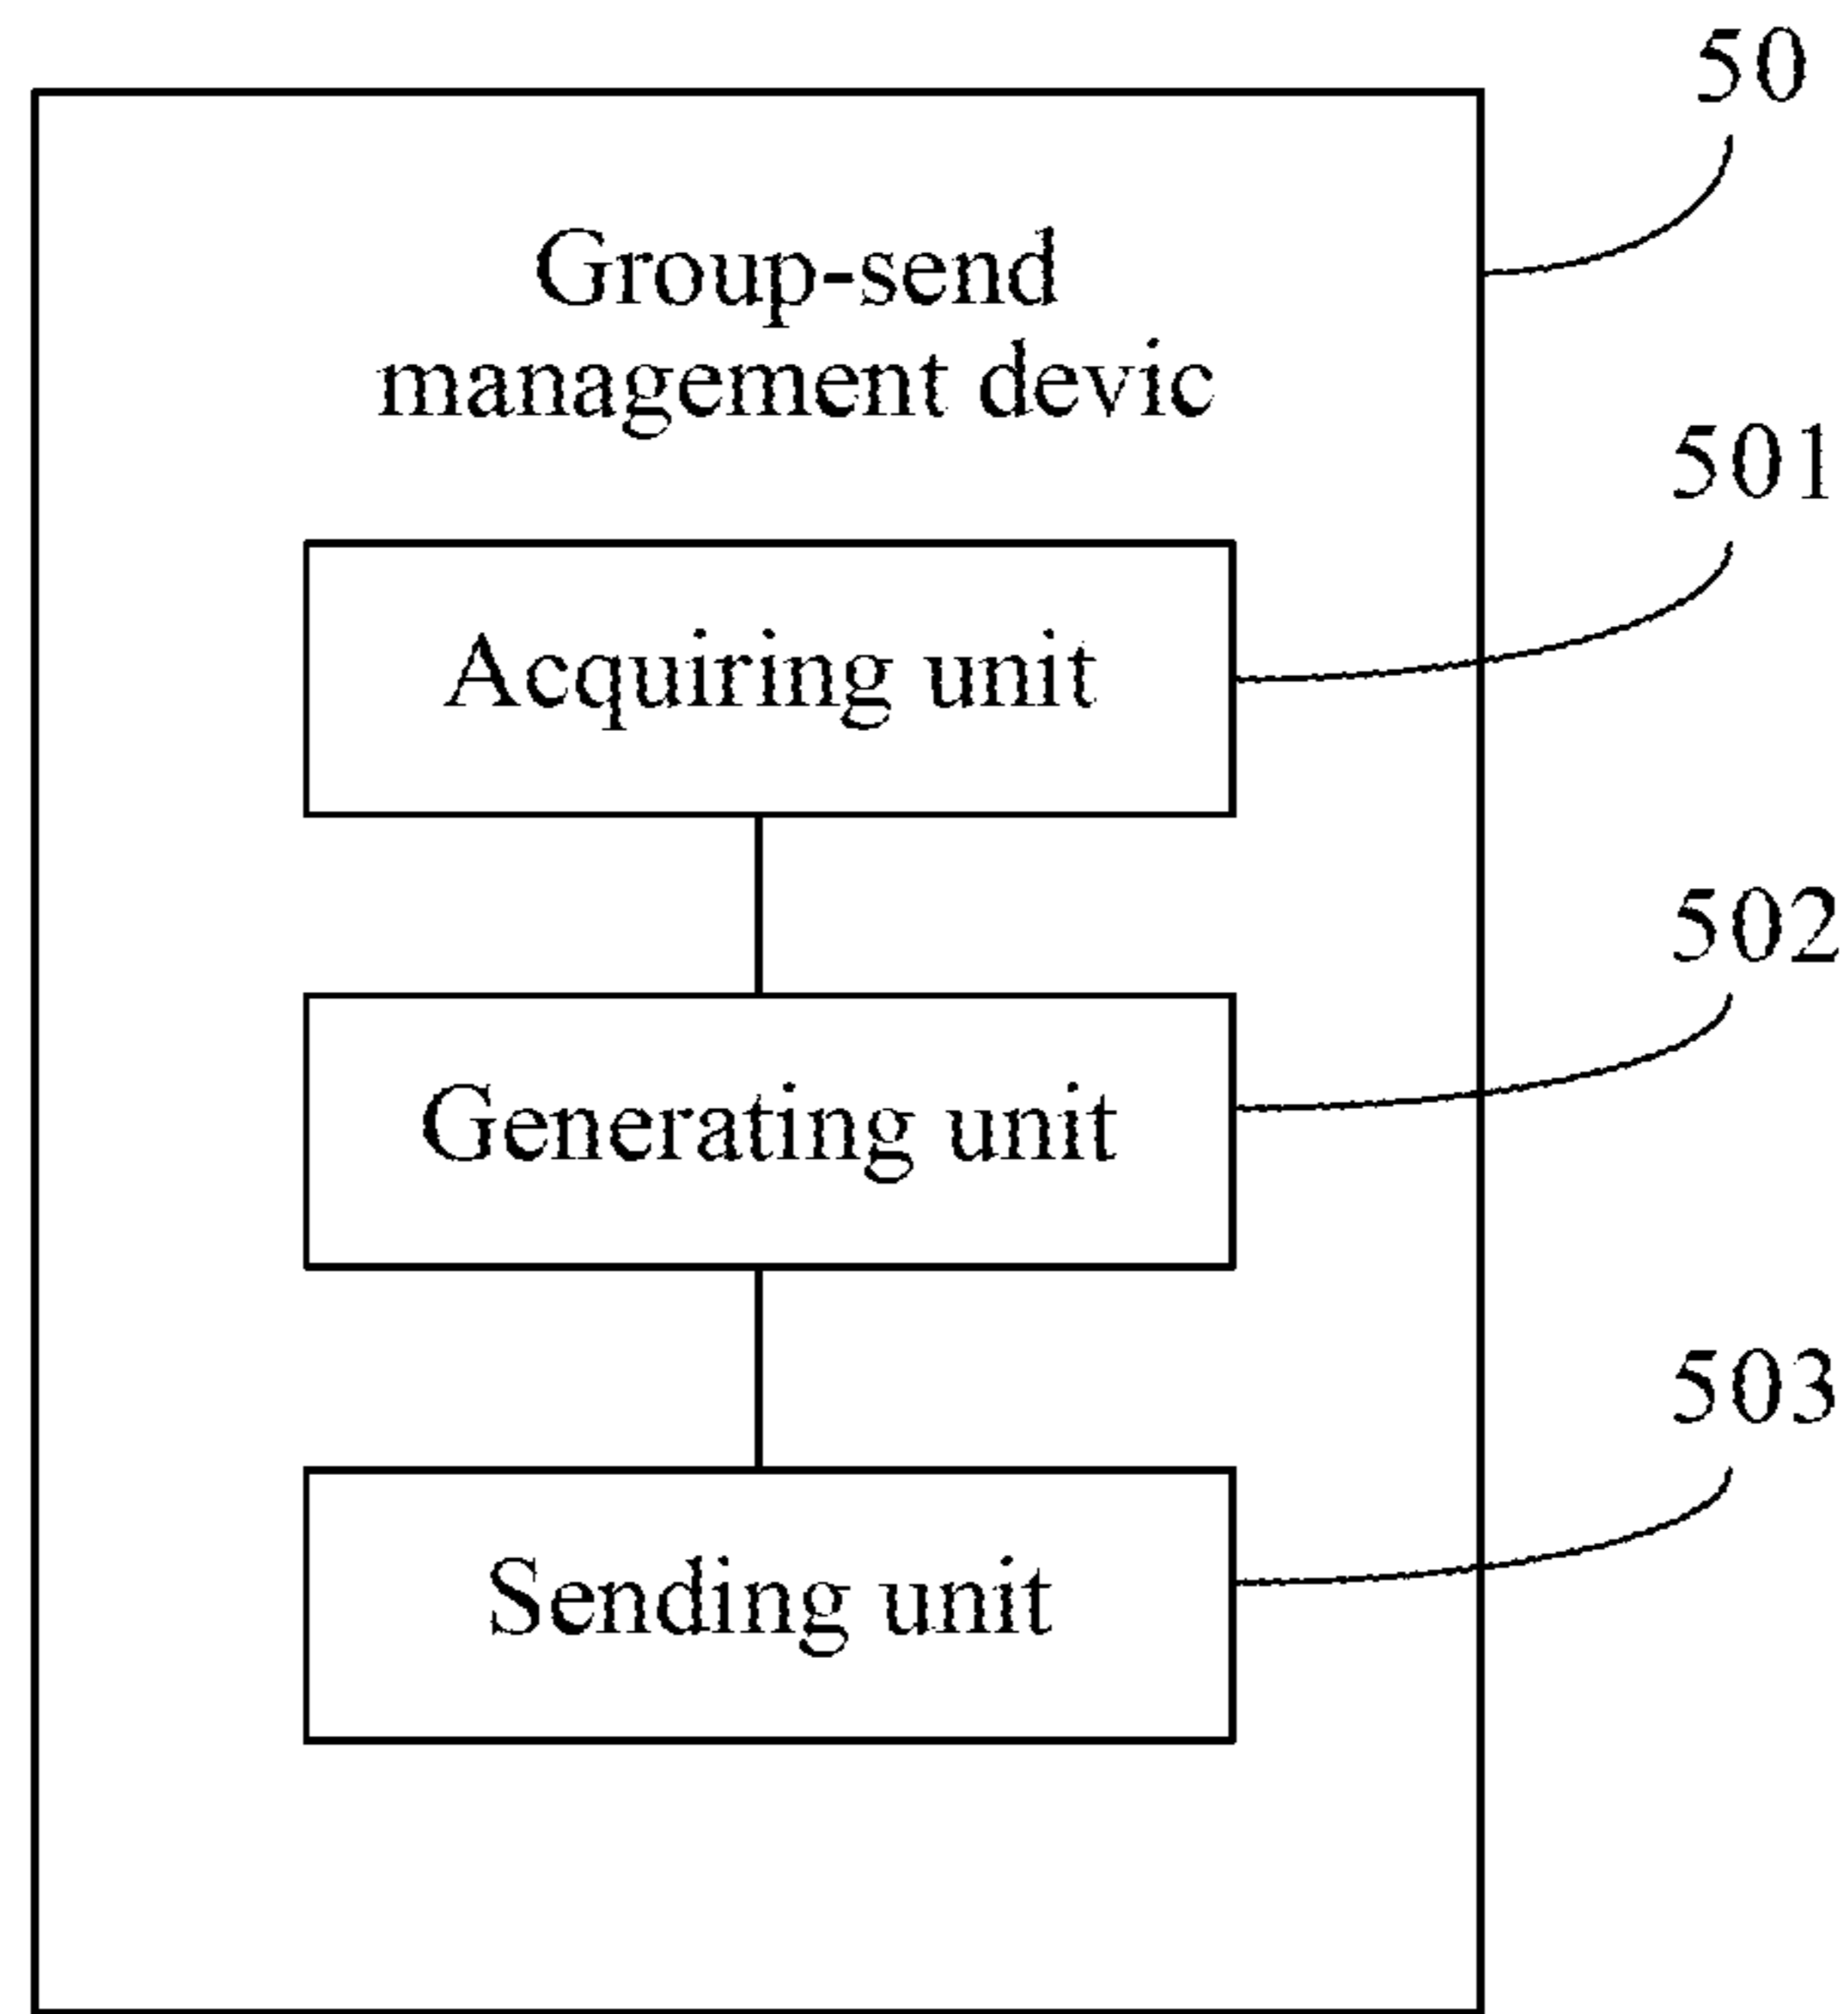 50
Group-send
management devic
501
Acquiring unit
502
Generating unit
503
Sending unit